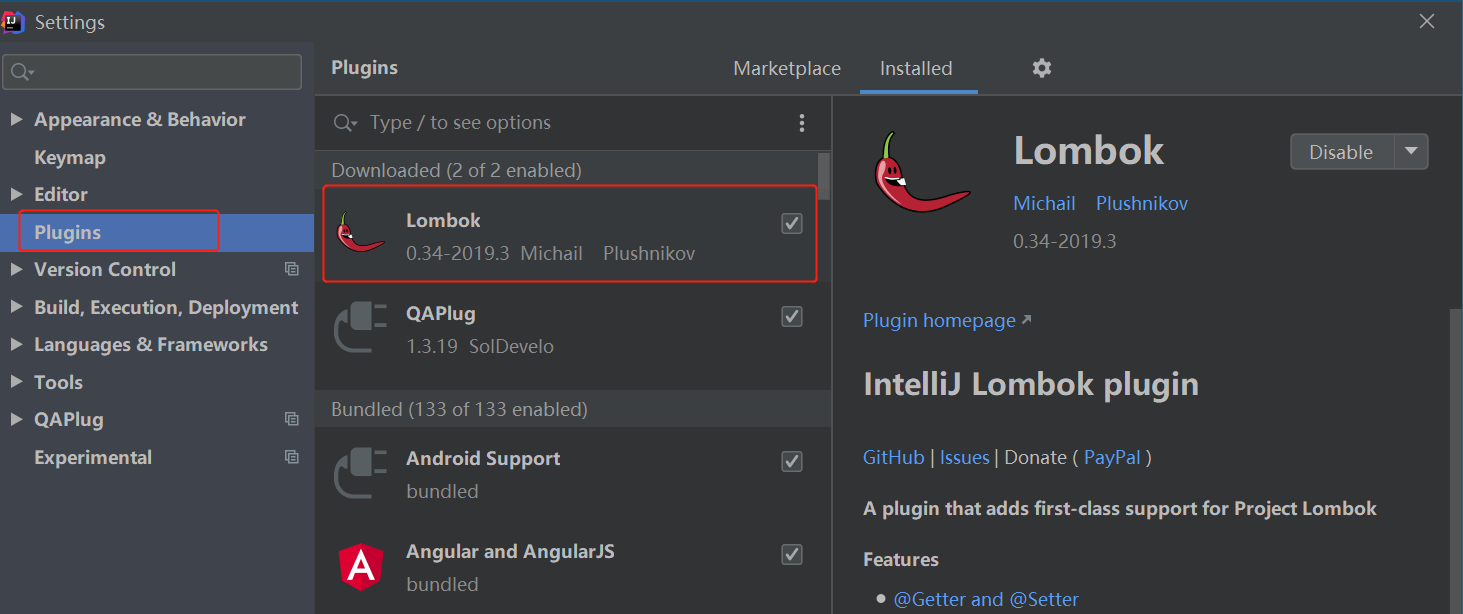 Settings
Appearance & Behavior
Keymap
Editor
Plugins
Version Control
Build, Execution, Deployment
Languages & Frameworks
Tools
QAPlug
Experimental
Plugins
Marketplace
Installed
Type / to see options
Downloaded (2 of 2 enabled)
Lombok
0.34-2019.3 Michail Plushnikov
QAPlug
1.3.19 SolDevelo
Bundled (133 of 133 enabled)
Android Support
bundled
Angular and AngularJS
bundled
Lombok
Disable
Michail Plushnikov
0.34-2019.3
Plugin homepage
IntelliJ Lombok plugin
GitHub | Issues | Donate ( PayPal )
A plugin that adds first-class support for Project Lombok
Features
@Getter and @Setter